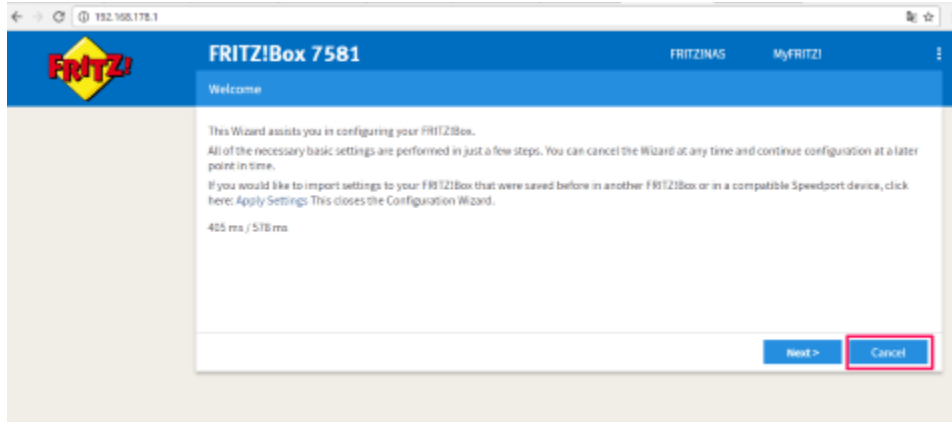 192.168.178.1
FRITZ!
FRITZ!Box 7581
FRITZ!NAS
MyFRITZ!
Welcome
This Wizard assists you in configuring your FRITZ!Box.
All of the necessary basic settings are performed in just a few steps. You can cancel the Wizard at any time and continue configuration at a later
point in time.
If you would like to import settings to your FRITZ!Box that were saved before in another FRITZ!Box or in a compatible Speedport device, click
here: Apply Settings This closes the Configuration Wizard.
405 ms / 578 ms
Next >
Cancel